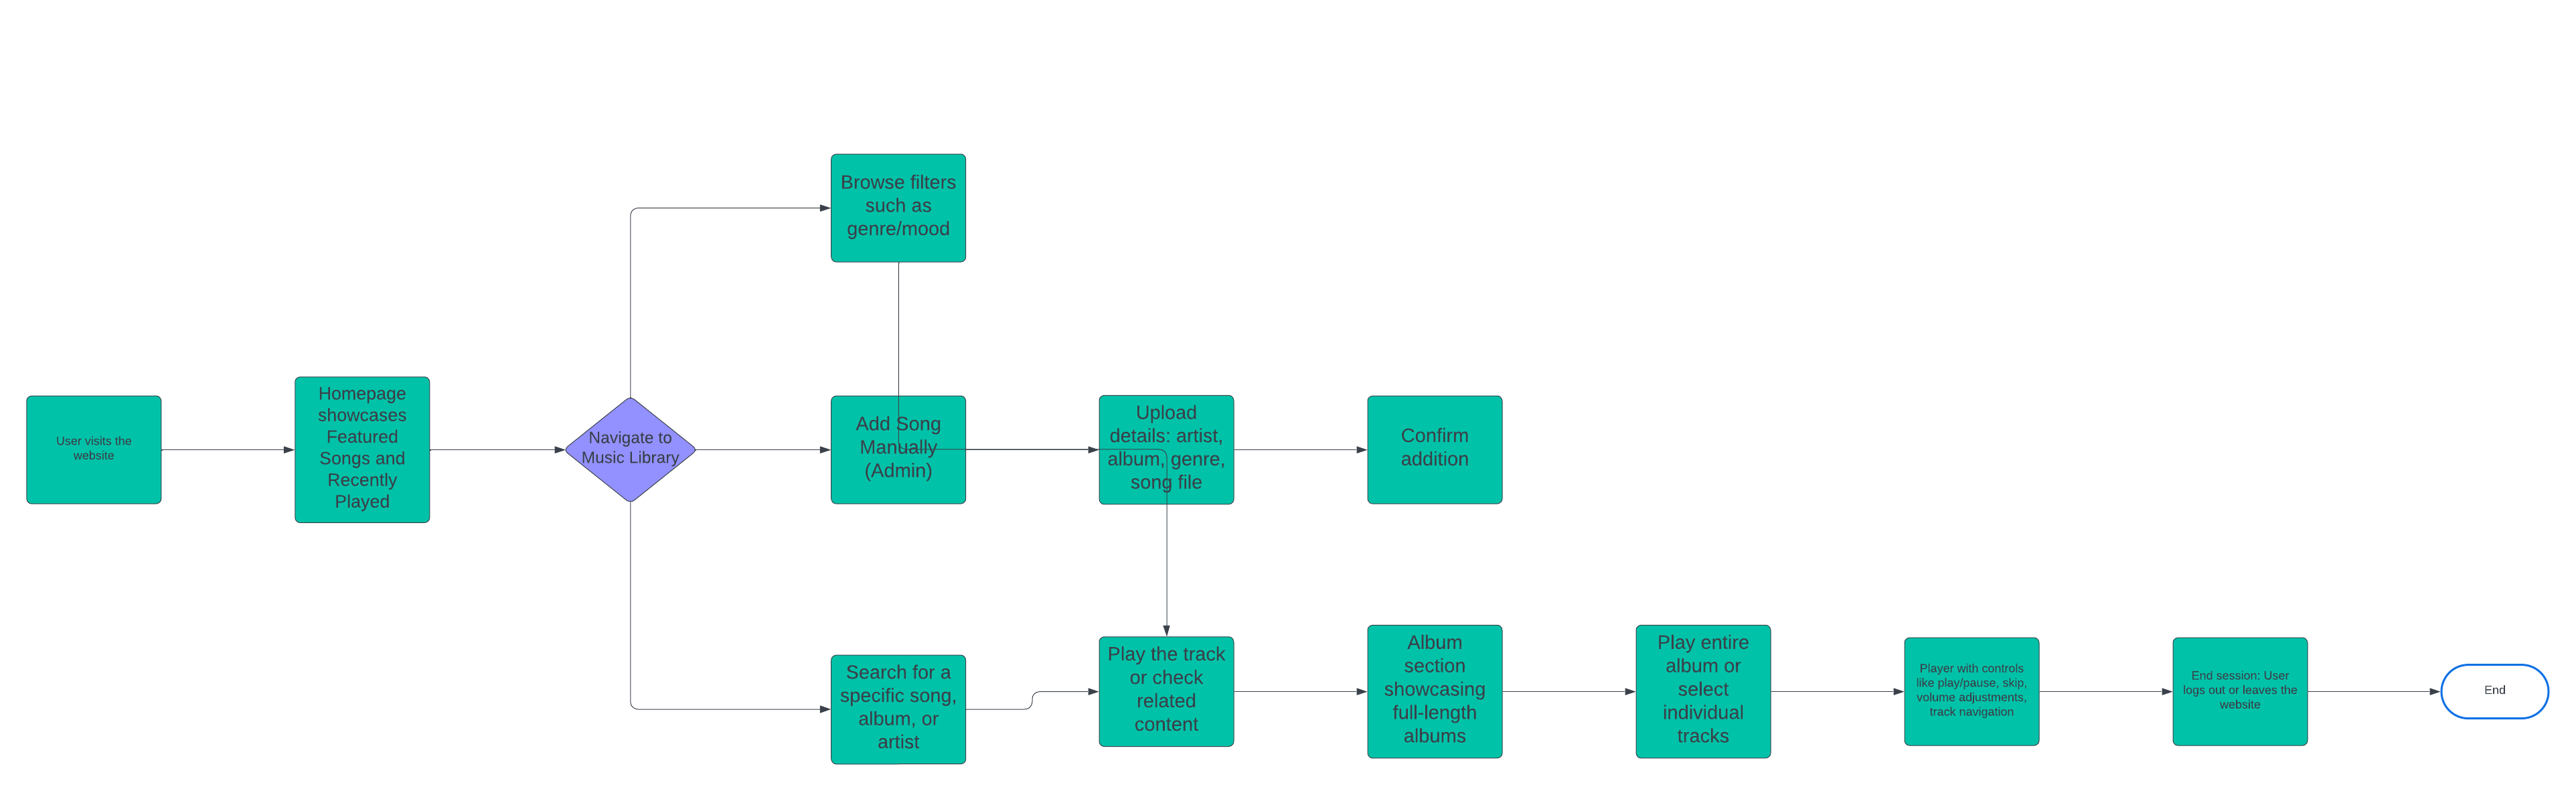 User visits the
website
Homepage
showcases
Featured
Songs and
Recently
Played
Navigate to
Music Library
Browse filters
such as
genre/mood
Add Song
Manually
(Admin)
Upload
details: artist,
album, genre,
song file
Confirm
addition
Search for a
specific song,
album, or
artist
Play the track
or check
related
content
Album
section
showcasing
full-length
albums
Play entire
album or
select
individual
tracks
Player with controls
like play/pause, skip,
volume adjustments,
track navigation
End session: User
logs out or leaves the
website
End